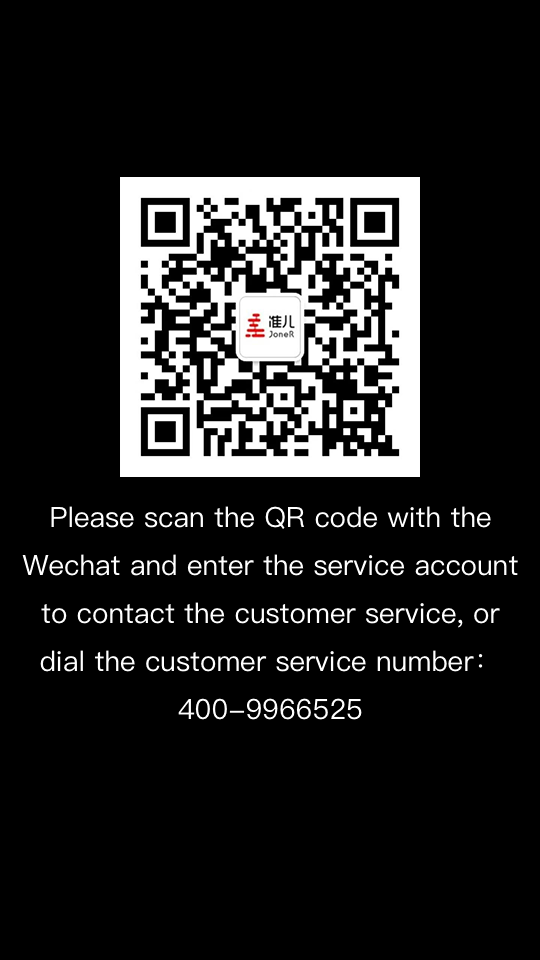 准儿
JoneR
Please scan the QR code with the
Wechat and enter the service account
to contact the customer service, or
dial the customer service number：
400-9966525